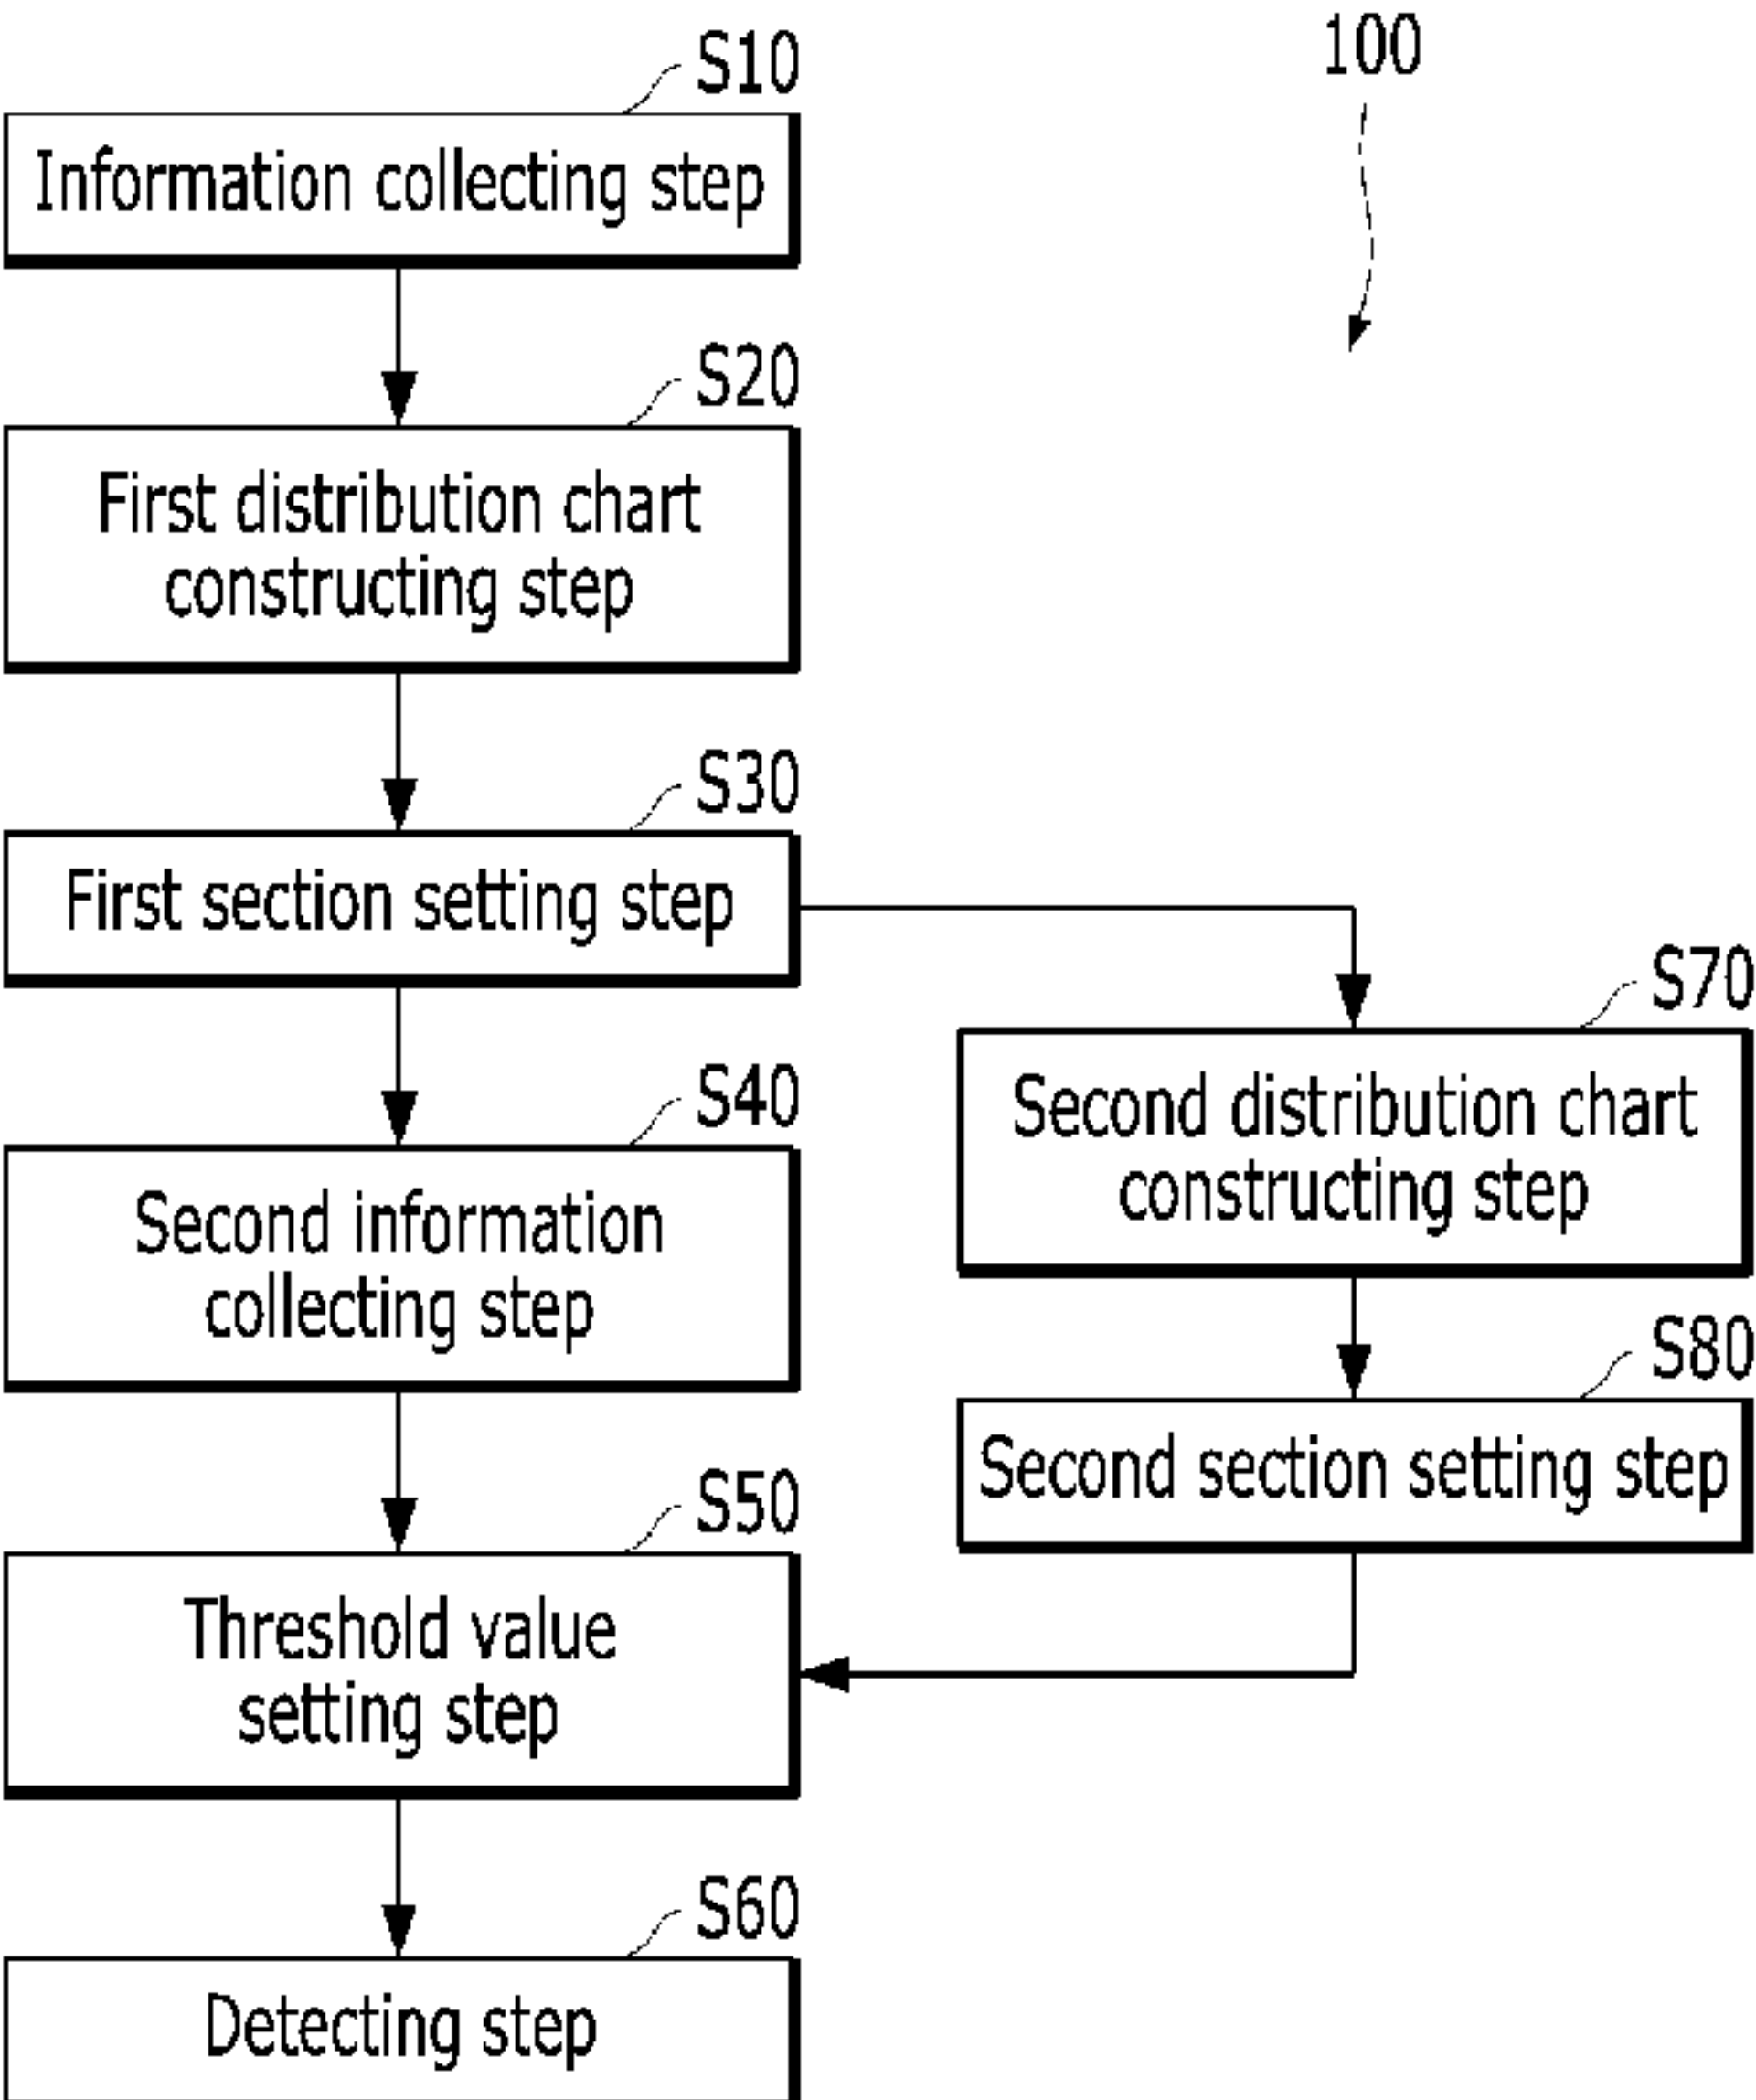 100
S10
Information collecting step
S20
First distribution chart
constructing step
S30
First section setting step
S40
Second information
collecting step
S50
Threshold value
setting step
S60
Detecting step
S70
Second distribution chart
constructing step
S80
Second section setting step